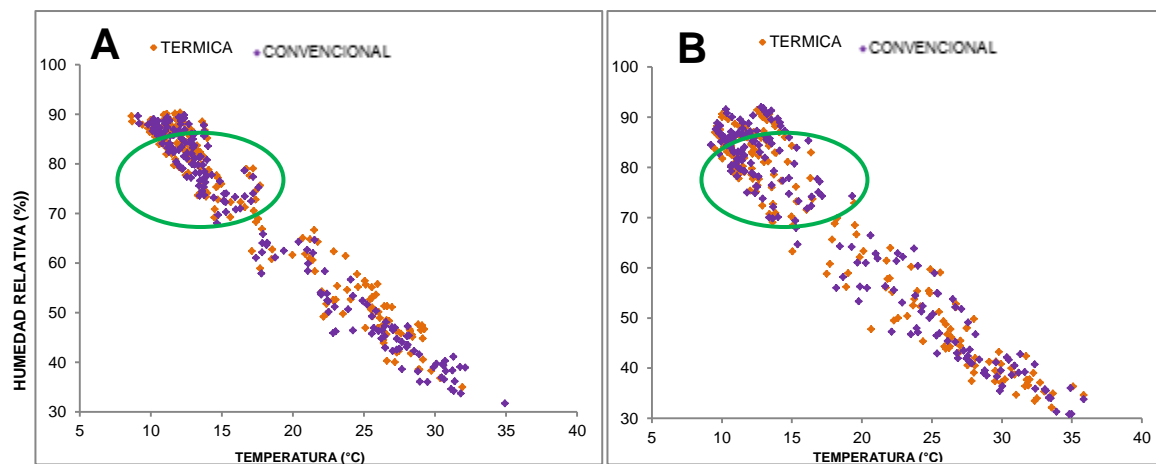 A
TERMICA
CONVENCIONAL
100
90
80
70
60
50
40
30
5 10 15 20 25 30 35 40
HUMEDAD RELATIVA (%))
TEMPERATURA (°C)
B
TERMICA
CONVENCIONAL
100
90
80
70
60
50
40
30
5 10 15 20 25 30 35 40
TEMPERATURA (°C)